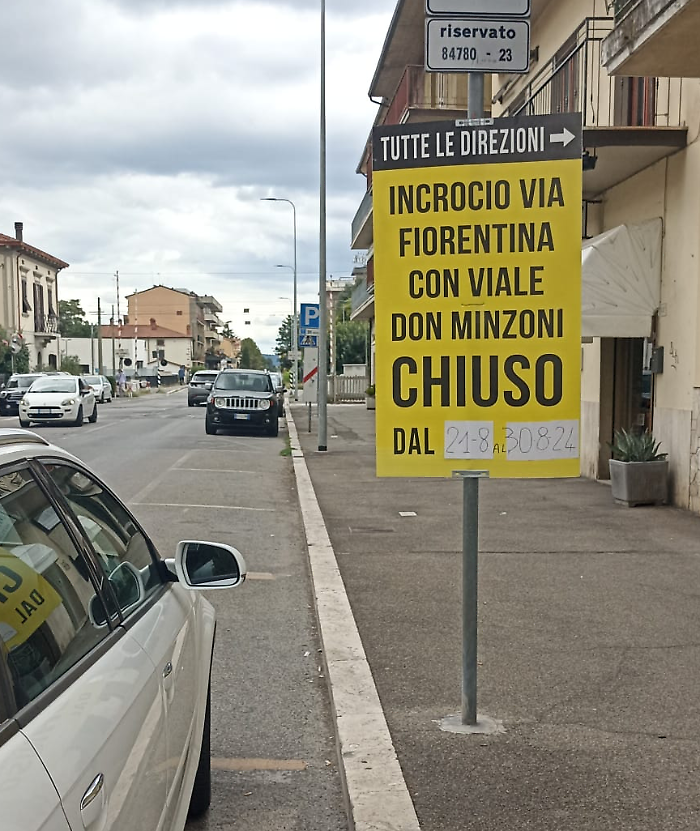 riservato
84780 - 23
TUTTE LE DIREZIONI
INCROCIO VIA
FIORENTINA
CON VIALE
DON MINZONI
CHIUSO
DAL 21-8 AL 30824
P